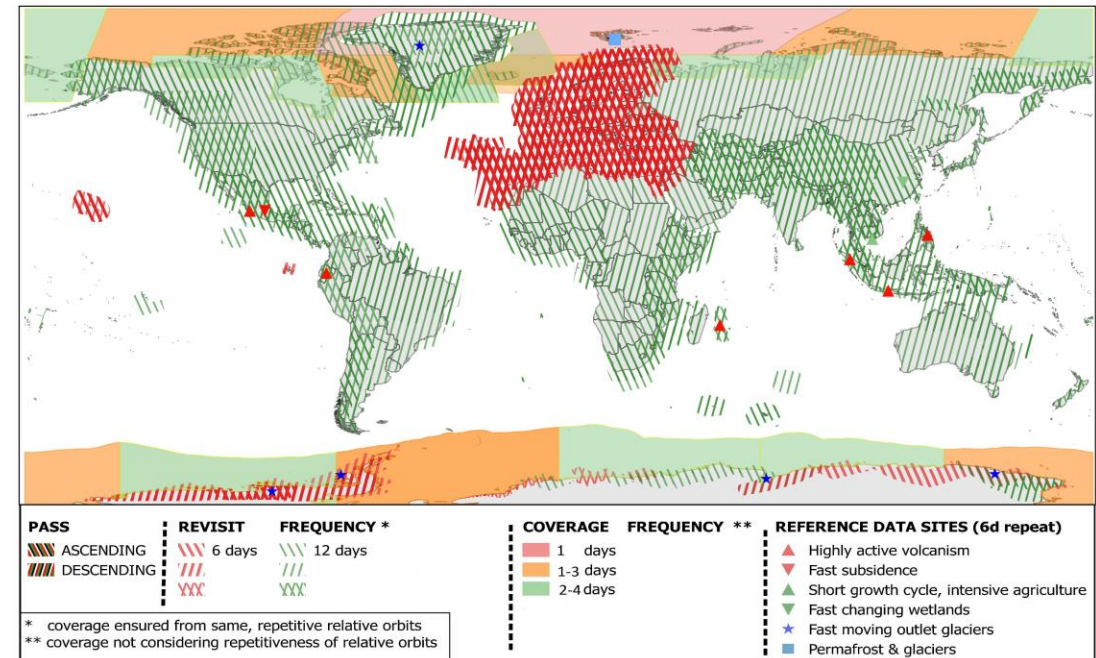 PASS
ASCENDING
DESCENDING
REVISIT FREQUENCY *
6 days 12 days
COVERAGE FREQUENCY **
1 days
1-3 days
2-4 days
REFERENCE DATA SITES (6d repeat)
Highly active volcanism
Fast subsidence
Short growth cycle, intensive agriculture
Fast changing wetlands
Fast moving outlet glaciers
Permafrost & glaciers
* coverage ensured from same, repetitive relative orbits
** coverage not considering repetitiveness of relative orbits